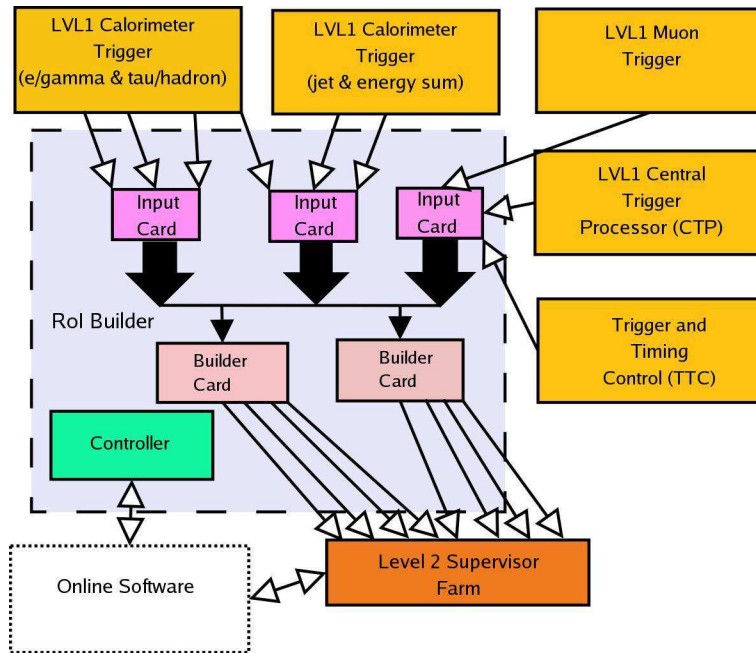 LVL1 Calorimeter
Trigger
(e/gamma & tau/hadron)
LVL1 Calorimeter
Trigger
(jet & energy sum)
LVL1 Muon
Trigger
LVL1 Central
Trigger
Processor (CTP)
Input
Card
Input
Card
Input
Card
RoI Builder
Trigger and
Timing
Control (TTC)
Builder
Card
Builder
Card
Controller
Online Software
Level 2 Supervisor
Farm